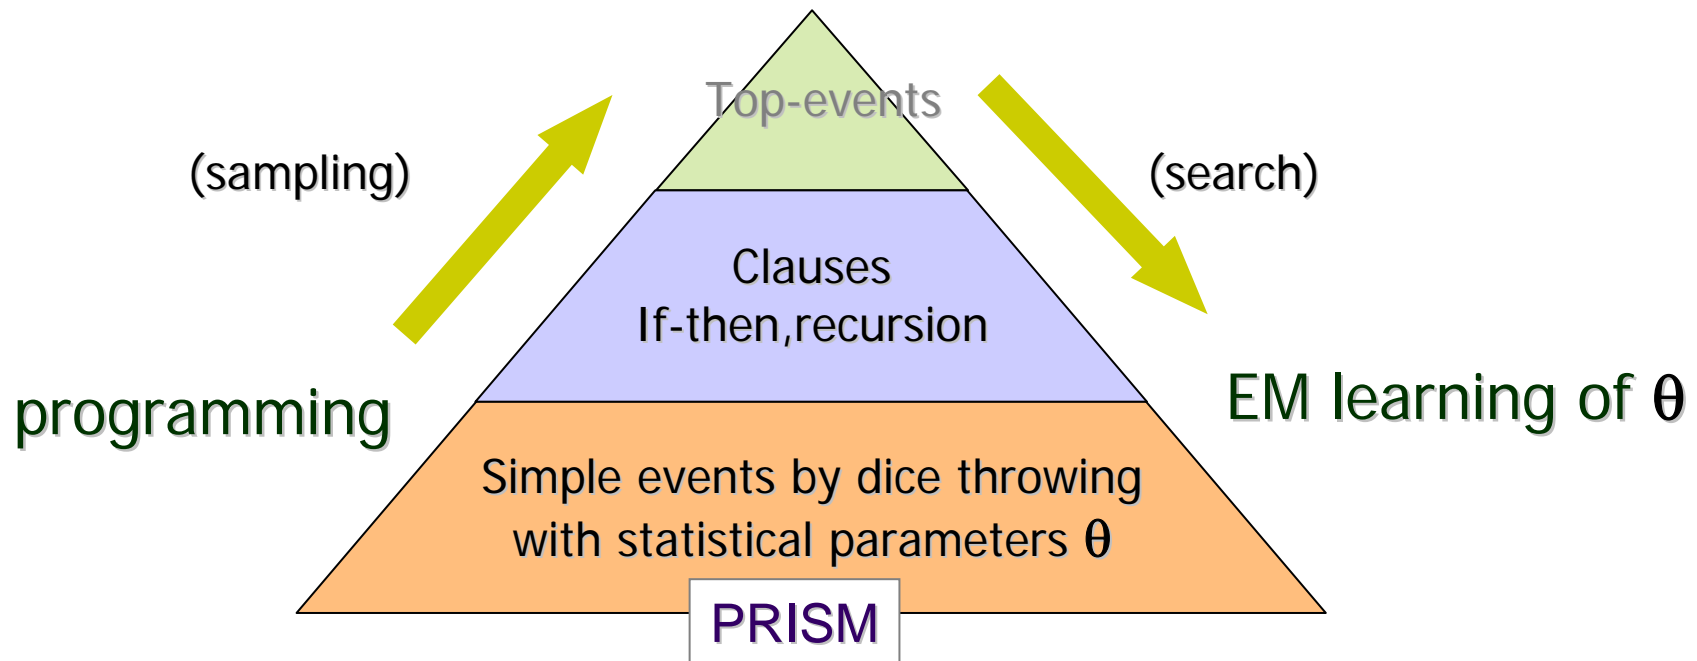 Top-events
(sampling)
(search)
Clauses
If-then,recursion
programming
EM learning of θ
Simple events by dice throwing
with statistical parameters θ
PRISM